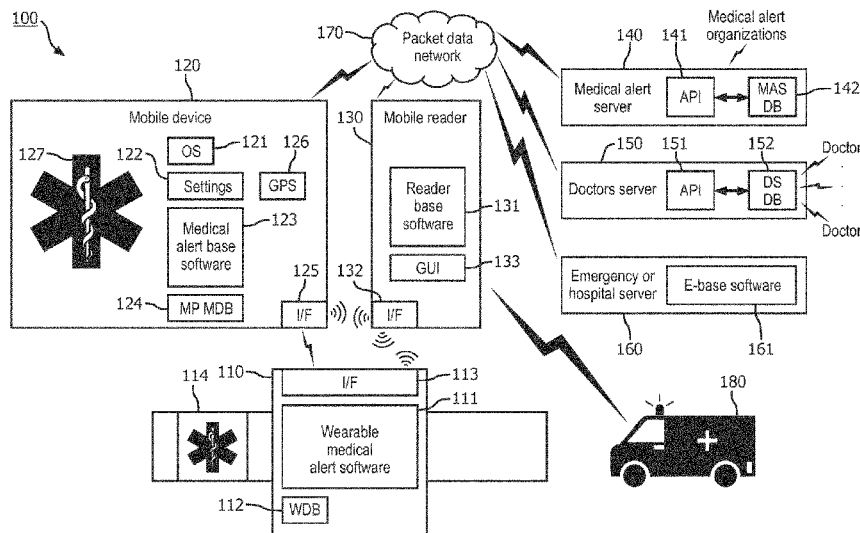 100
170
Packet data
network
Medical alert
organizations
120
Mobile device
127
OS
121
122
Settings
126
GPS
123
Medical
alert base
software
124
MP MDB
125
I/F
130
Mobile reader
Reader
base
software
131
GUI
133
132
I/F
140
Medical alert
server
141
API
MAS
DB
142
150
Doctors server
151
API
152
DS
DB
Doctor
Doctor
Emergency or
hospital server
E-base software
160
161
110
I/F
113
114
111
Wearable
medical
alert software
112
WDB
180